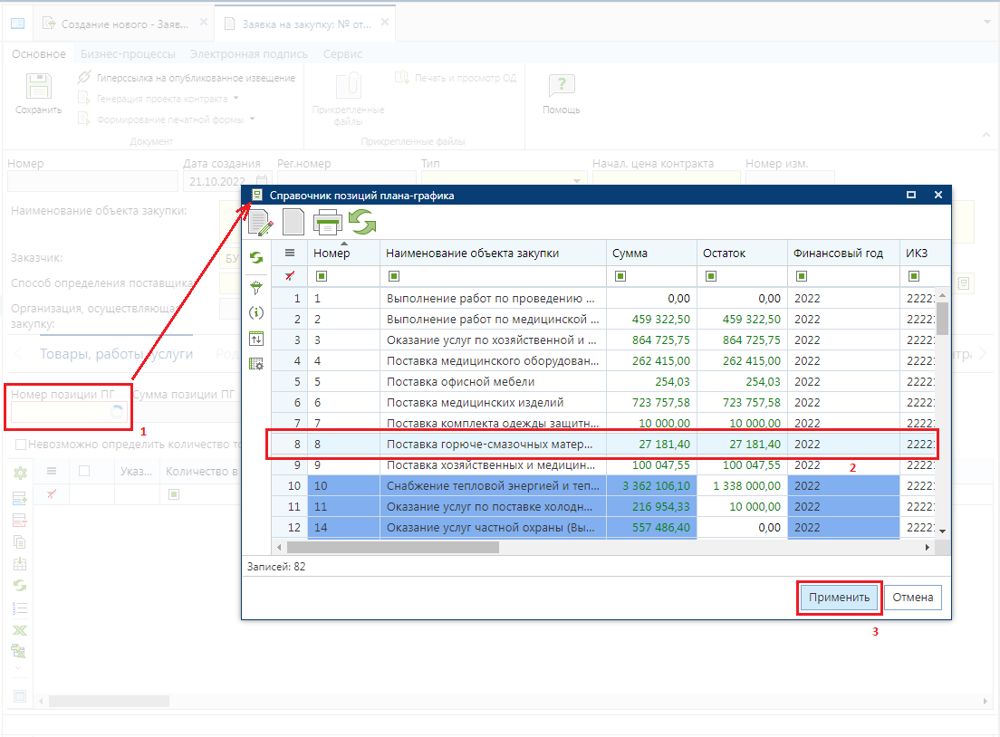 Создание нового - Заяв...
Заявка на закупку: № от...
Основное
Бизнес-процессы
Электронная подпись
Сервис
Сохранить
Гиперссылка на опубликованное извещение
Генерация проекта контракта
Формирование печатной формы
Документ
Прикрепленные файлы
Печать и просмотр ОД
Прикрепленные файлы
Помощь
Номер
Дата создания
Рег.номер
Тип
Начал. цена контракта
Номер изм.
21.10.2022
Наименование объекта закупки:
Заказчик:
БУ
Способ определения поставщика
Организация, осуществляющая
закупку:
Товары, работы, услуги
Номер позиции ПГ
Сумма позиции ПГ
1
Невозможно определить количество
Указ...
Количество в
Справочник позиций плана-графика
Номер
Наименование объекта закупки
Сумма
Остаток
Финансовый год
ИКЗ
1 1 Выполнение работ по проведению ... 0,00 0,00 2022 2222
2 2 Выполнение работ по медицинской ... 459 322,50 459 322,50 2022 2222
3 3 Оказание услуг по хозяйственной и ... 864 725,75 864 725,75 2022 2222
4 4 Поставка медицинского оборудован... 262 415,00 262 415,00 2022 2222
5 5 Поставка офисной мебели 254,03 254,03 2022 2222
6 6 Поставка медицинских изделий 723 757,58 723 757,58 2022 2222
7 7 Поставка комплекта одежды защитн... 10 000,00 10 000,00 2022 2222
8 8 Поставка горюче-смазочных матер... 27 181,40 27 181,40 2022 2222
9 9 Поставка хозяйственных и медицин... 100 047,55 100 047,55 2022 2222
2
10 10 Снабжение тепловой энергией и теп... 3 362 106,10 1 338 000,00 2022 2222
11 11 Оказание услуг по поставке холодн... 216 954,33 10 000,00 2022 2222
12 14 Оказание услуг частной охраны (Вы... 557 486,40 0,00 2022 2222
Записей: 82
Применить
Отмена
3